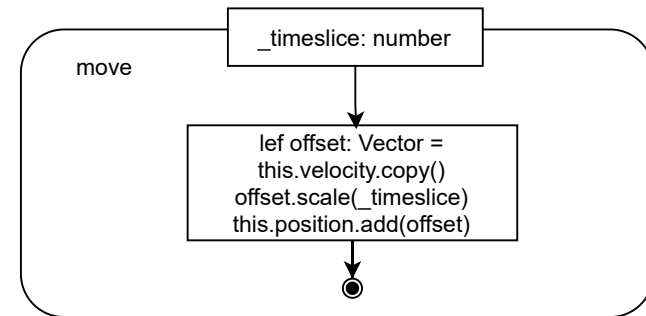 _timeslice: number
move
lef offset: Vector =
this.velocity.copy()
offset.scale(_timeslice)
this.position.add(offset)